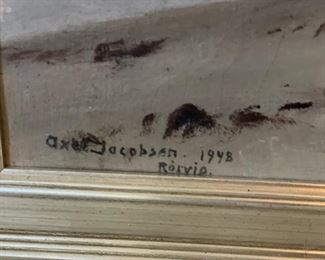 Axel Jacobsen. 1948
Rörvig.